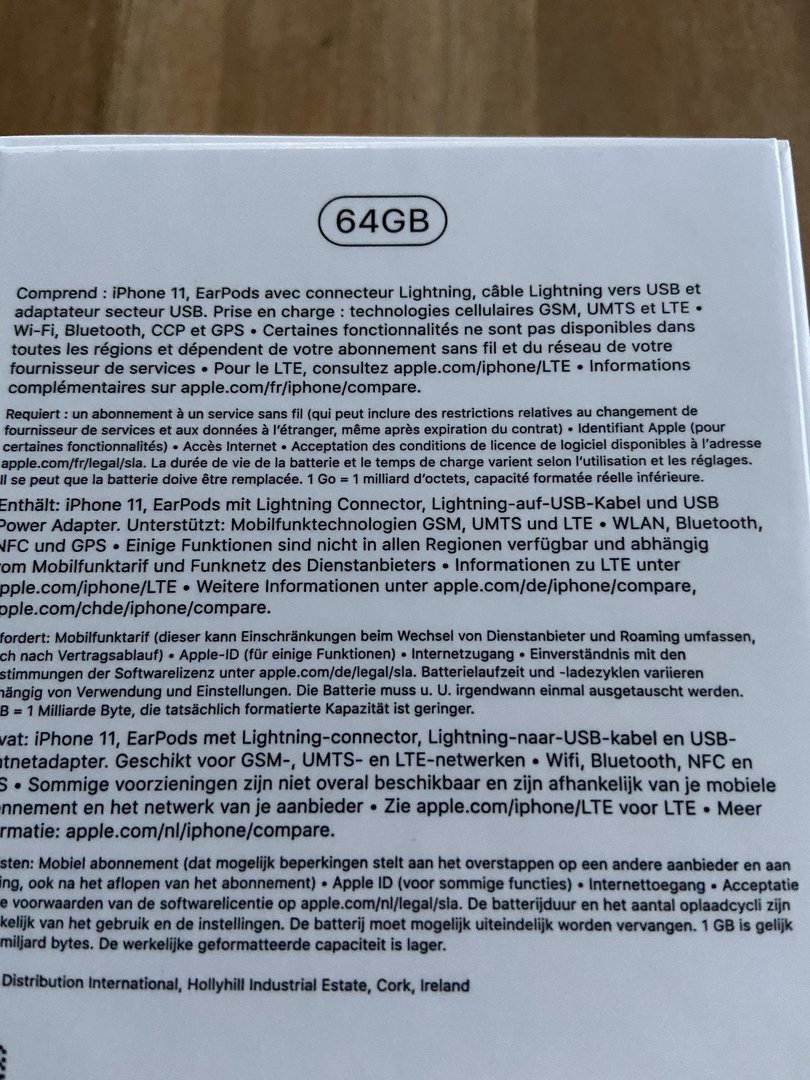 64GB
Comprend : iPhone 11, EarPods avec connecteur Lightning, câble Lightning vers USB et
adaptateur secteur USB. Prise en charge : technologies cellulaires GSM, UMTS et LTE •
Wi-Fi, Bluetooth, CCP et GPS • Certaines fonctionnalités ne sont pas disponibles dans
toutes les régions et dépendent de votre abonnement sans fil et du réseau de votre
fournisseur de services • Pour le LTE, consultez apple.com/iphone/LTE • Informations
complémentaires sur apple.com/fr/iphone/compare.
Requiert : un abonnement à un service sans fil (qui peut inclure des restrictions relatives au changement de
fournisseur de services et aux données à l'étranger, même après expiration du contrat) • Identifiant Apple (pour
certaines fonctionnalités) • Accès Internet • Acceptation des conditions de licence de logiciel disponibles à l'adresse
apple.com/fr/legal/sla. La durée de vie de la batterie et le temps de charge varient selon l'utilisation et les réglages.
Il se peut que la batterie doive être remplacée. 1 Go = 1 milliard d'octets, capacité formatée réelle inférieure.
Enthält: iPhone 11, EarPods mit Lightning Connector, Lightning-auf-USB-Kabel und USB
Power Adapter. Unterstützt: Mobilfunktechnologien GSM, UMTS und LTE • WLAN, Bluetooth,
NFC und GPS • Einige Funktionen sind nicht in allen Regionen verfügbar und abhängig
om Mobilfunktarif und Funknetz des Dienstanbieters • Informationen zu LTE unter
pple.com/iphone/LTE • Weitere Informationen unter apple.com/de/iphone/compare,
pple.com/chde/iphone/compare.
fordert: Mobilfunktarif (dieser kann Einschränkungen beim Wechsel von Dienstanbieter und Roaming umfassen,
ch nach Vertragsablauf) • Apple-ID (für einige Funktionen) • Internetzugang • Einverständnis mit den
stimmungen der Softwarelizenz unter apple.com/de/legal/sla. Batterielaufzeit und -ladezyklen variieren
hängig von Verwendung und Einstellungen. Die Batterie muss u. U. irgendwann einmal ausgetauscht werden.
B = 1 Milliarde Byte, die tatsächlich formatierte Kapazität ist geringer.
vat: iPhone 11, EarPods met Lightning-connector, Lightning-naar-USB-kabel en USB-
htnetadapter. Geschikt voor GSM-, UMTS- en LTE-netwerken • Wifi, Bluetooth, NFC en
S • Sommige voorzieningen zijn niet overal beschikbaar en zijn afhankelijk van je mobiele
nnement en het netwerk van je aanbieder • Zie apple.com/iphone/LTE voor LTE • Meer
rmatie: apple.com/nl/iphone/compare.
sten: Mobiel abonnement (dat mogelijk beperkingen stelt aan het overstappen op een andere aanbieder en aan
ing, ook na het aflopen van het abonnement) • Apple ID (voor sommige functies) • Internettoegang • Acceptatie
e voorwaarden van de softwarelicentie op apple.com/nl/legal/sla. De batterijduur en het aantal oplaadcycli zijn
kelijk van het gebruik en de instellingen. De batterij moet mogelijk uiteindelijk worden vervangen. 1 GB is gelijk
miljard bytes. De werkelijke geformatteerde capaciteit is lager.
Distribution International, Hollyhill Industrial Estate, Cork, Ireland